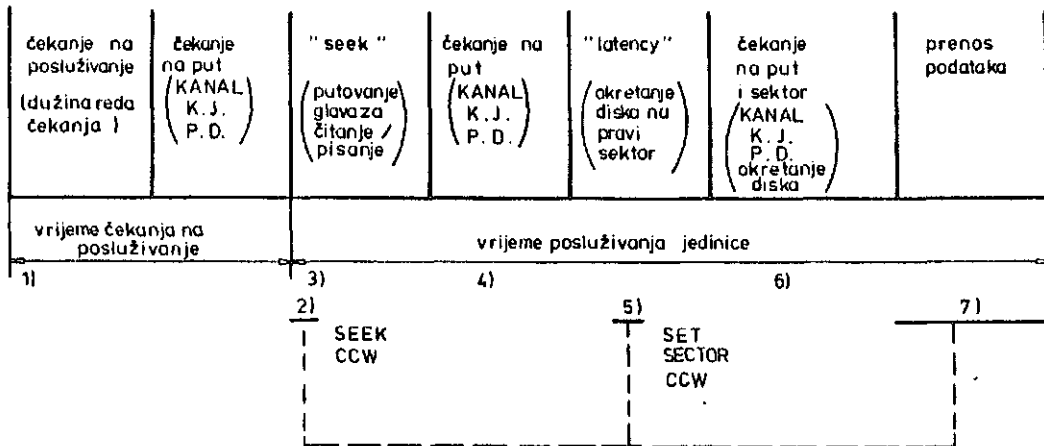 čekanje na
posluživanje
(dužina reda
čekanja )
čekanje
na put
(KANAL
K.J.
P.D.)
"seek"
(putovanje
glava za
čitanje /
pisanje)
čekanje na
put
(KANAL
K.J.
P.D.)
"latency"
(okretanje
diska na
pravi
sektor)
čekanje
na put
i sektor
(KANAL
K.J.
P.D.
okretanje
diska)
prenos
podataka
vrijeme čekanja na
posluživanje
vrijeme posluživanja jedinice
1)
3)
4)
6)
2)
5)
7)
SEEK
CCW
SET
SECTOR
CCW